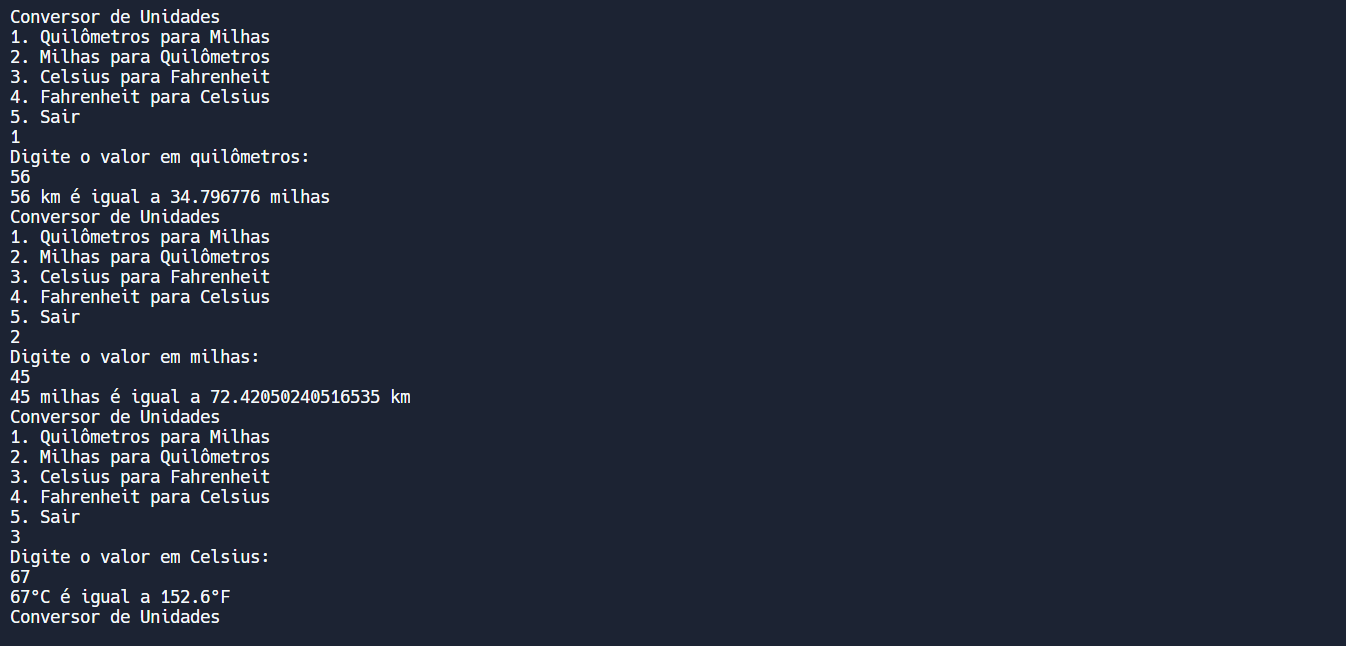 Conversor de Unidades
1. Quilômetros para Milhas
2. Milhas para Quilômetros
3. Celsius para Fahrenheit
4. Fahrenheit para Celsius
5. Sair
1
Digite o valor em quilômetros:
56
56 km é igual a 34.796776 milhas
Conversor de Unidades
1. Quilômetros para Milhas
2. Milhas para Quilômetros
3. Celsius para Fahrenheit
4. Fahrenheit para Celsius
5. Sair
2
Digite o valor em milhas:
45
45 milhas é igual a 72.42050240516535 km
Conversor de Unidades
1. Quilômetros para Milhas
2. Milhas para Quilômetros
3. Celsius para Fahrenheit
4. Fahrenheit para Celsius
5. Sair
3
Digite o valor em Celsius:
67
67°C é igual a 152.6°F
Conversor de Unidades